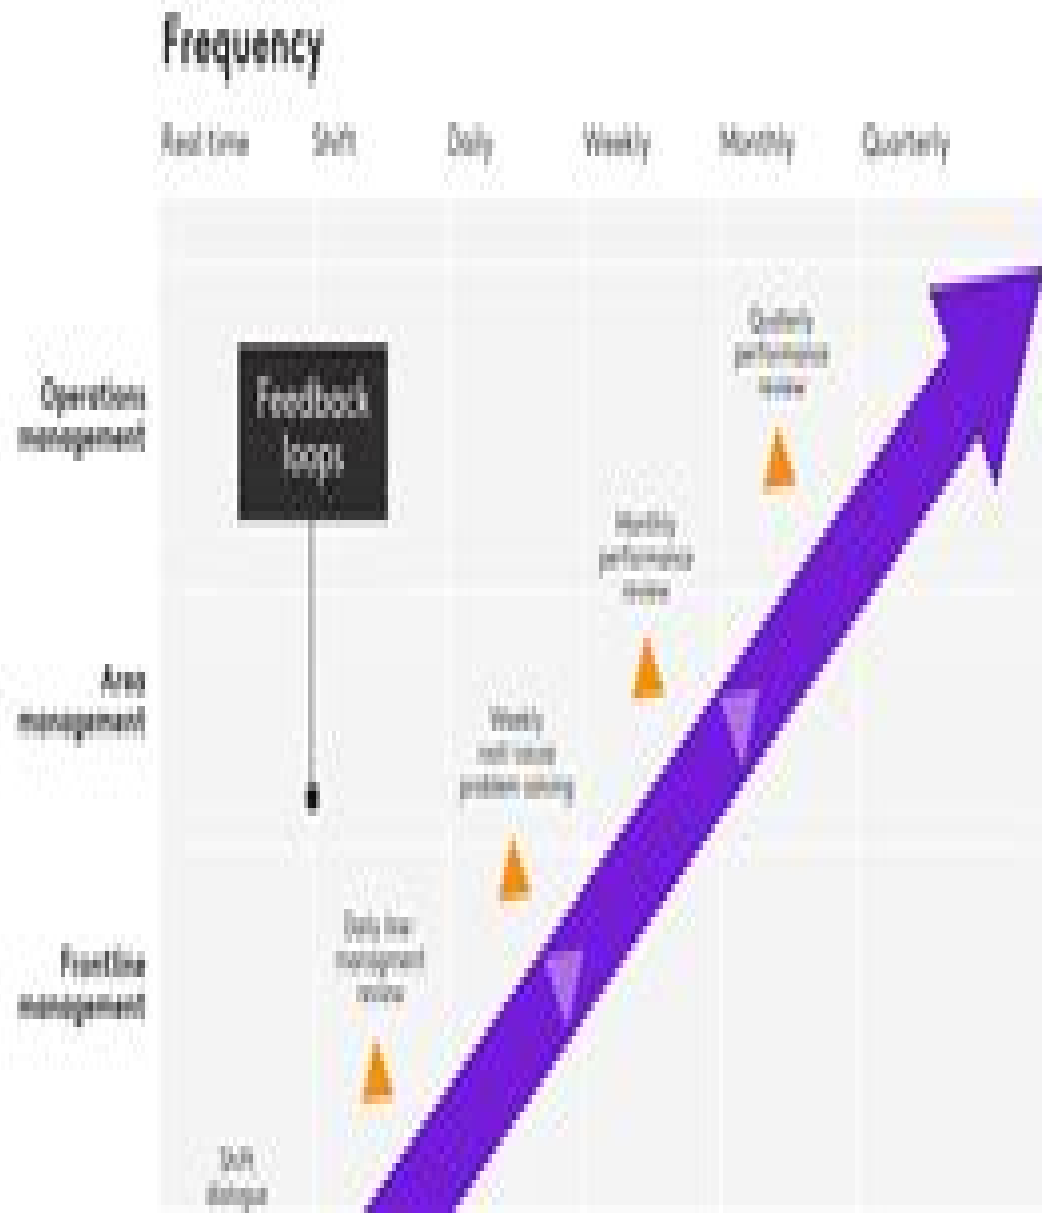 Frequency
Real time Shift Daily Weekly Monthly Quarterly
Operations
management
Feedback
loops
Quarterly
performance
review
Monthly
performance
review
Area
management
Weekly
root cause
problem solving
Frontline
management
Daily line
managment
review
Shift
dialogue